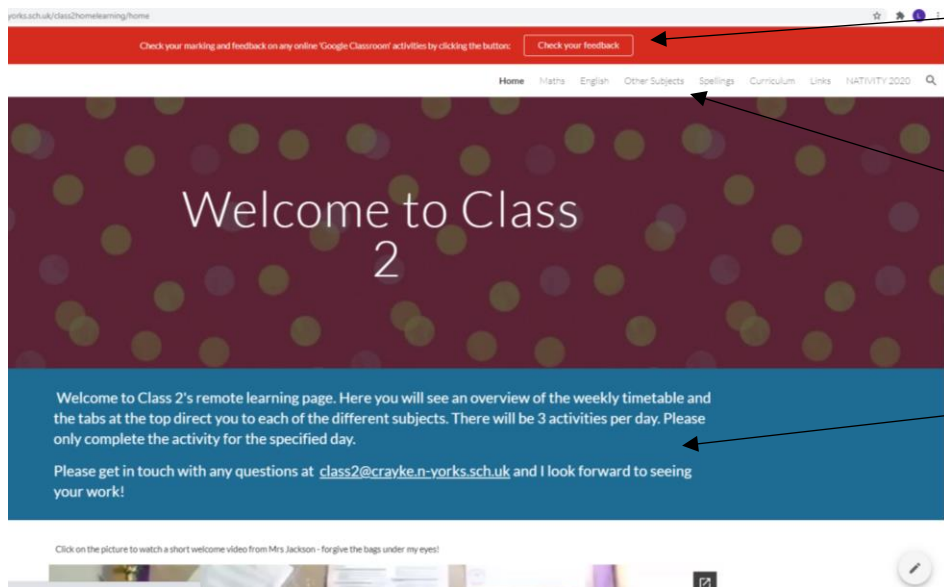 yorks.sch.uk/class2homelearning/home
Check your marking and feedback on any online 'Google Classroom' activities by clicking the button:
Check your feedback
Home Maths English Other Subjects Spellings Curriculum Links NATIVITY 2020
Welcome to Class
2
Welcome to Class 2's remote learning page. Here you will see an overview of the weekly timetable and
the tabs at the top direct you to each of the different subjects. There will be 3 activities per day. Please
only complete the activity for the specified day.
Please get in touch with any questions at class2@crayke.n-yorks.sch.uk and I look forward to seeing
your work!
Click on the picture to watch a short welcome video from Mrs Jackson - forgive the bags under my eyes!